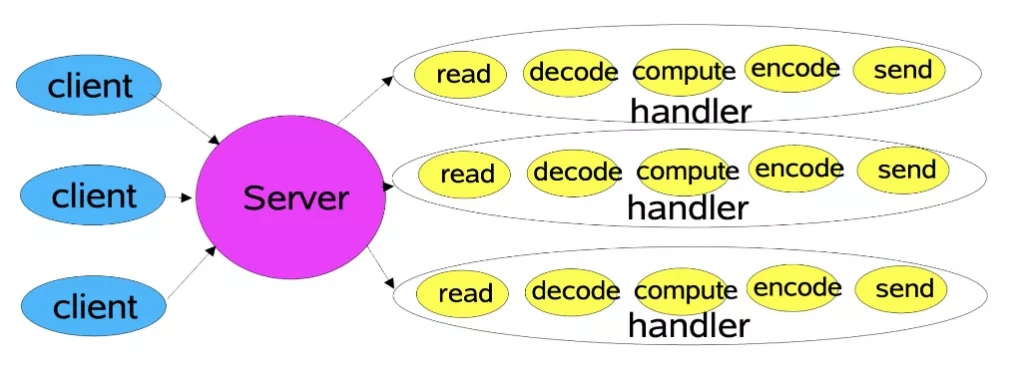 client
client
client
Server
read decode compute encode send
handler
read decode compute encode send
handler
read decode compute encode send
handler